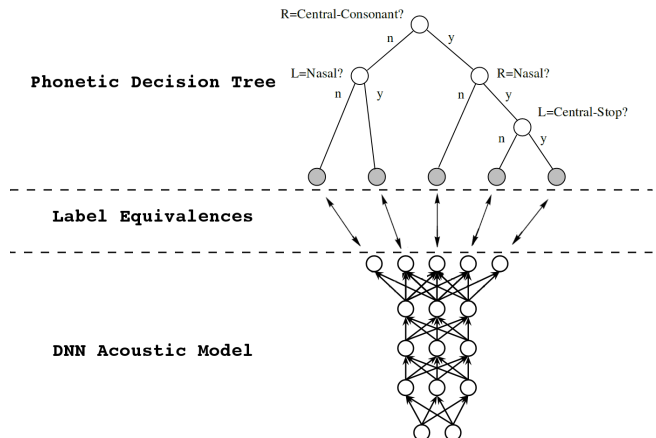 R=Central-Consonant?
n
y
L=Nasal?
R=Nasal?
Phonetic Decision Tree
n
y
n
y
L=Central-Stop?
n
y
Label Equivalences
DNN Acoustic Model